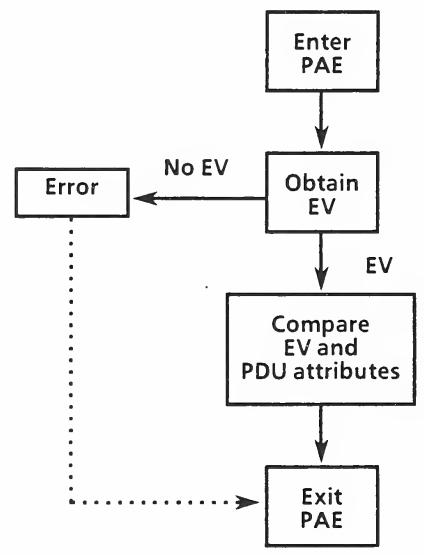 Enter
PAE
No EV
Error
Obtain
EV
EV
Compare
EV and
PDU attributes
Exit
PAE